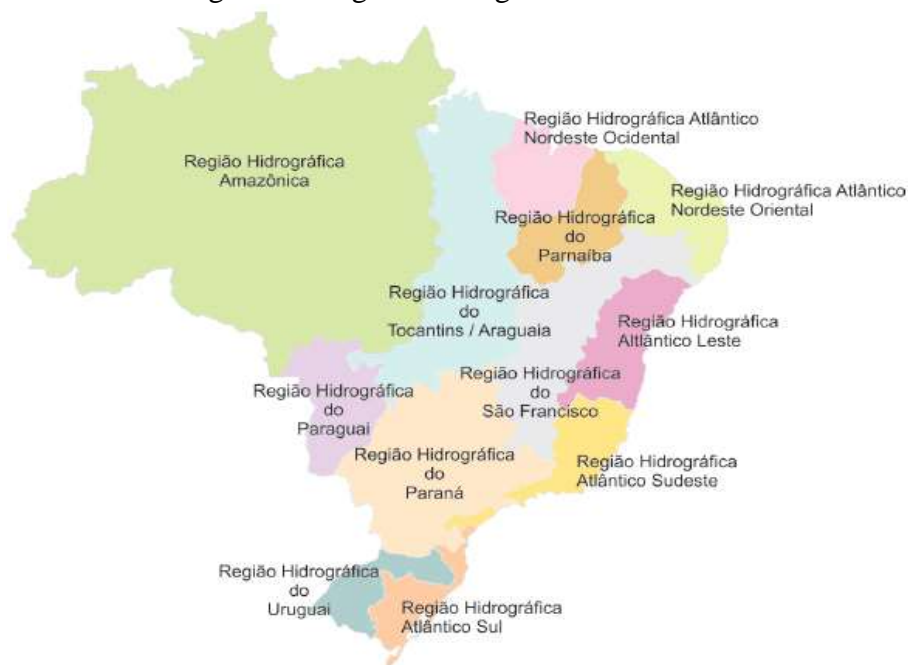 Região Hidrográfica Atlântico
Nordeste Ocidental
Região Hidrográfica
Amazônica
Região Hidrográfica Atlântico
Nordeste Oriental
Região Hidrográfica
do
Parnaíba
Região Hidrográfica
do
Tocantins / Araguaia
Região Hidrográfica
Altlântico Leste
Região Hidrográfica
do
São Francisco
Região Hidrográfica
do
Paraguai
Região Hidrográfica
do
Paraná
Região Hidrográfica
Atlântico Sudeste
Região Hidrográfica
do
Uruguai
Região Hidrográfica
Atlântico Sul